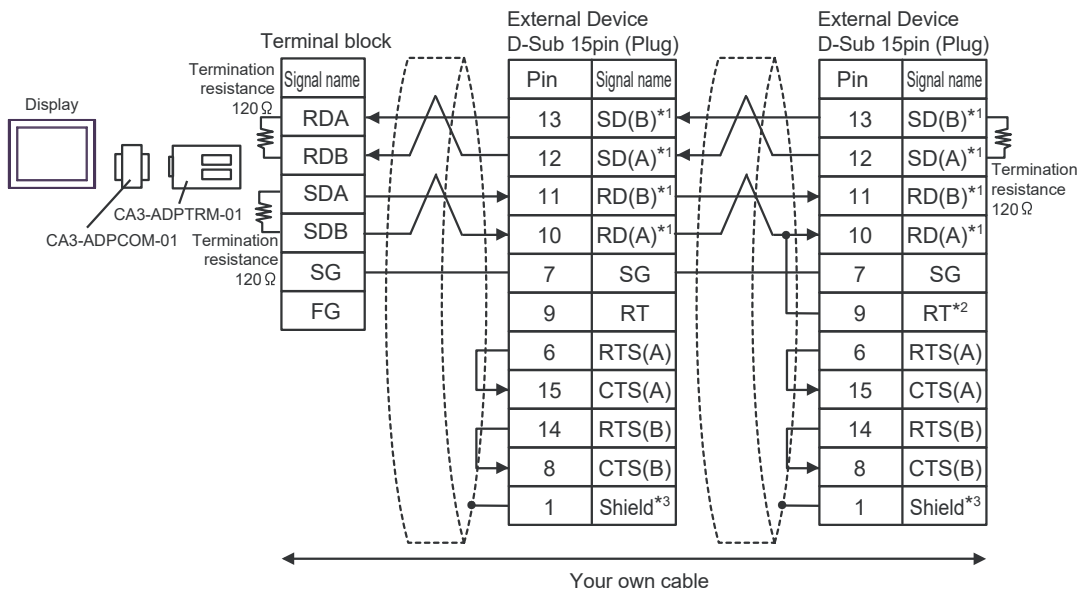 External Device
D-Sub 15pin (Plug)
External Device
D-Sub 15pin (Plug)
Terminal block
Termination
resistance
120Ω
Display
CA3-ADPTRM-01
CA3-ADPCOM-01
Termination
resistance
120Ω
Signal name
RDA
RDB
SDA
SDB
SG
FG
Pin Signal name
13 SD(B)*1
12 SD(A)*1
11 RD(B)*1
10 RD(A)*1
7 SG
9 RT
6 RTS(A)
15 CTS(A)
14 RTS(B)
8 CTS(B)
1 Shield*3
Pin Signal name
13 SD(B)*1
12 SD(A)*1
11 RD(B)*1
10 RD(A)*1
7 SG
9 RT*2
6 RTS(A)
15 CTS(A)
14 RTS(B)
8 CTS(B)
1 Shield*3
Termination
resistance
120Ω
Your own cable